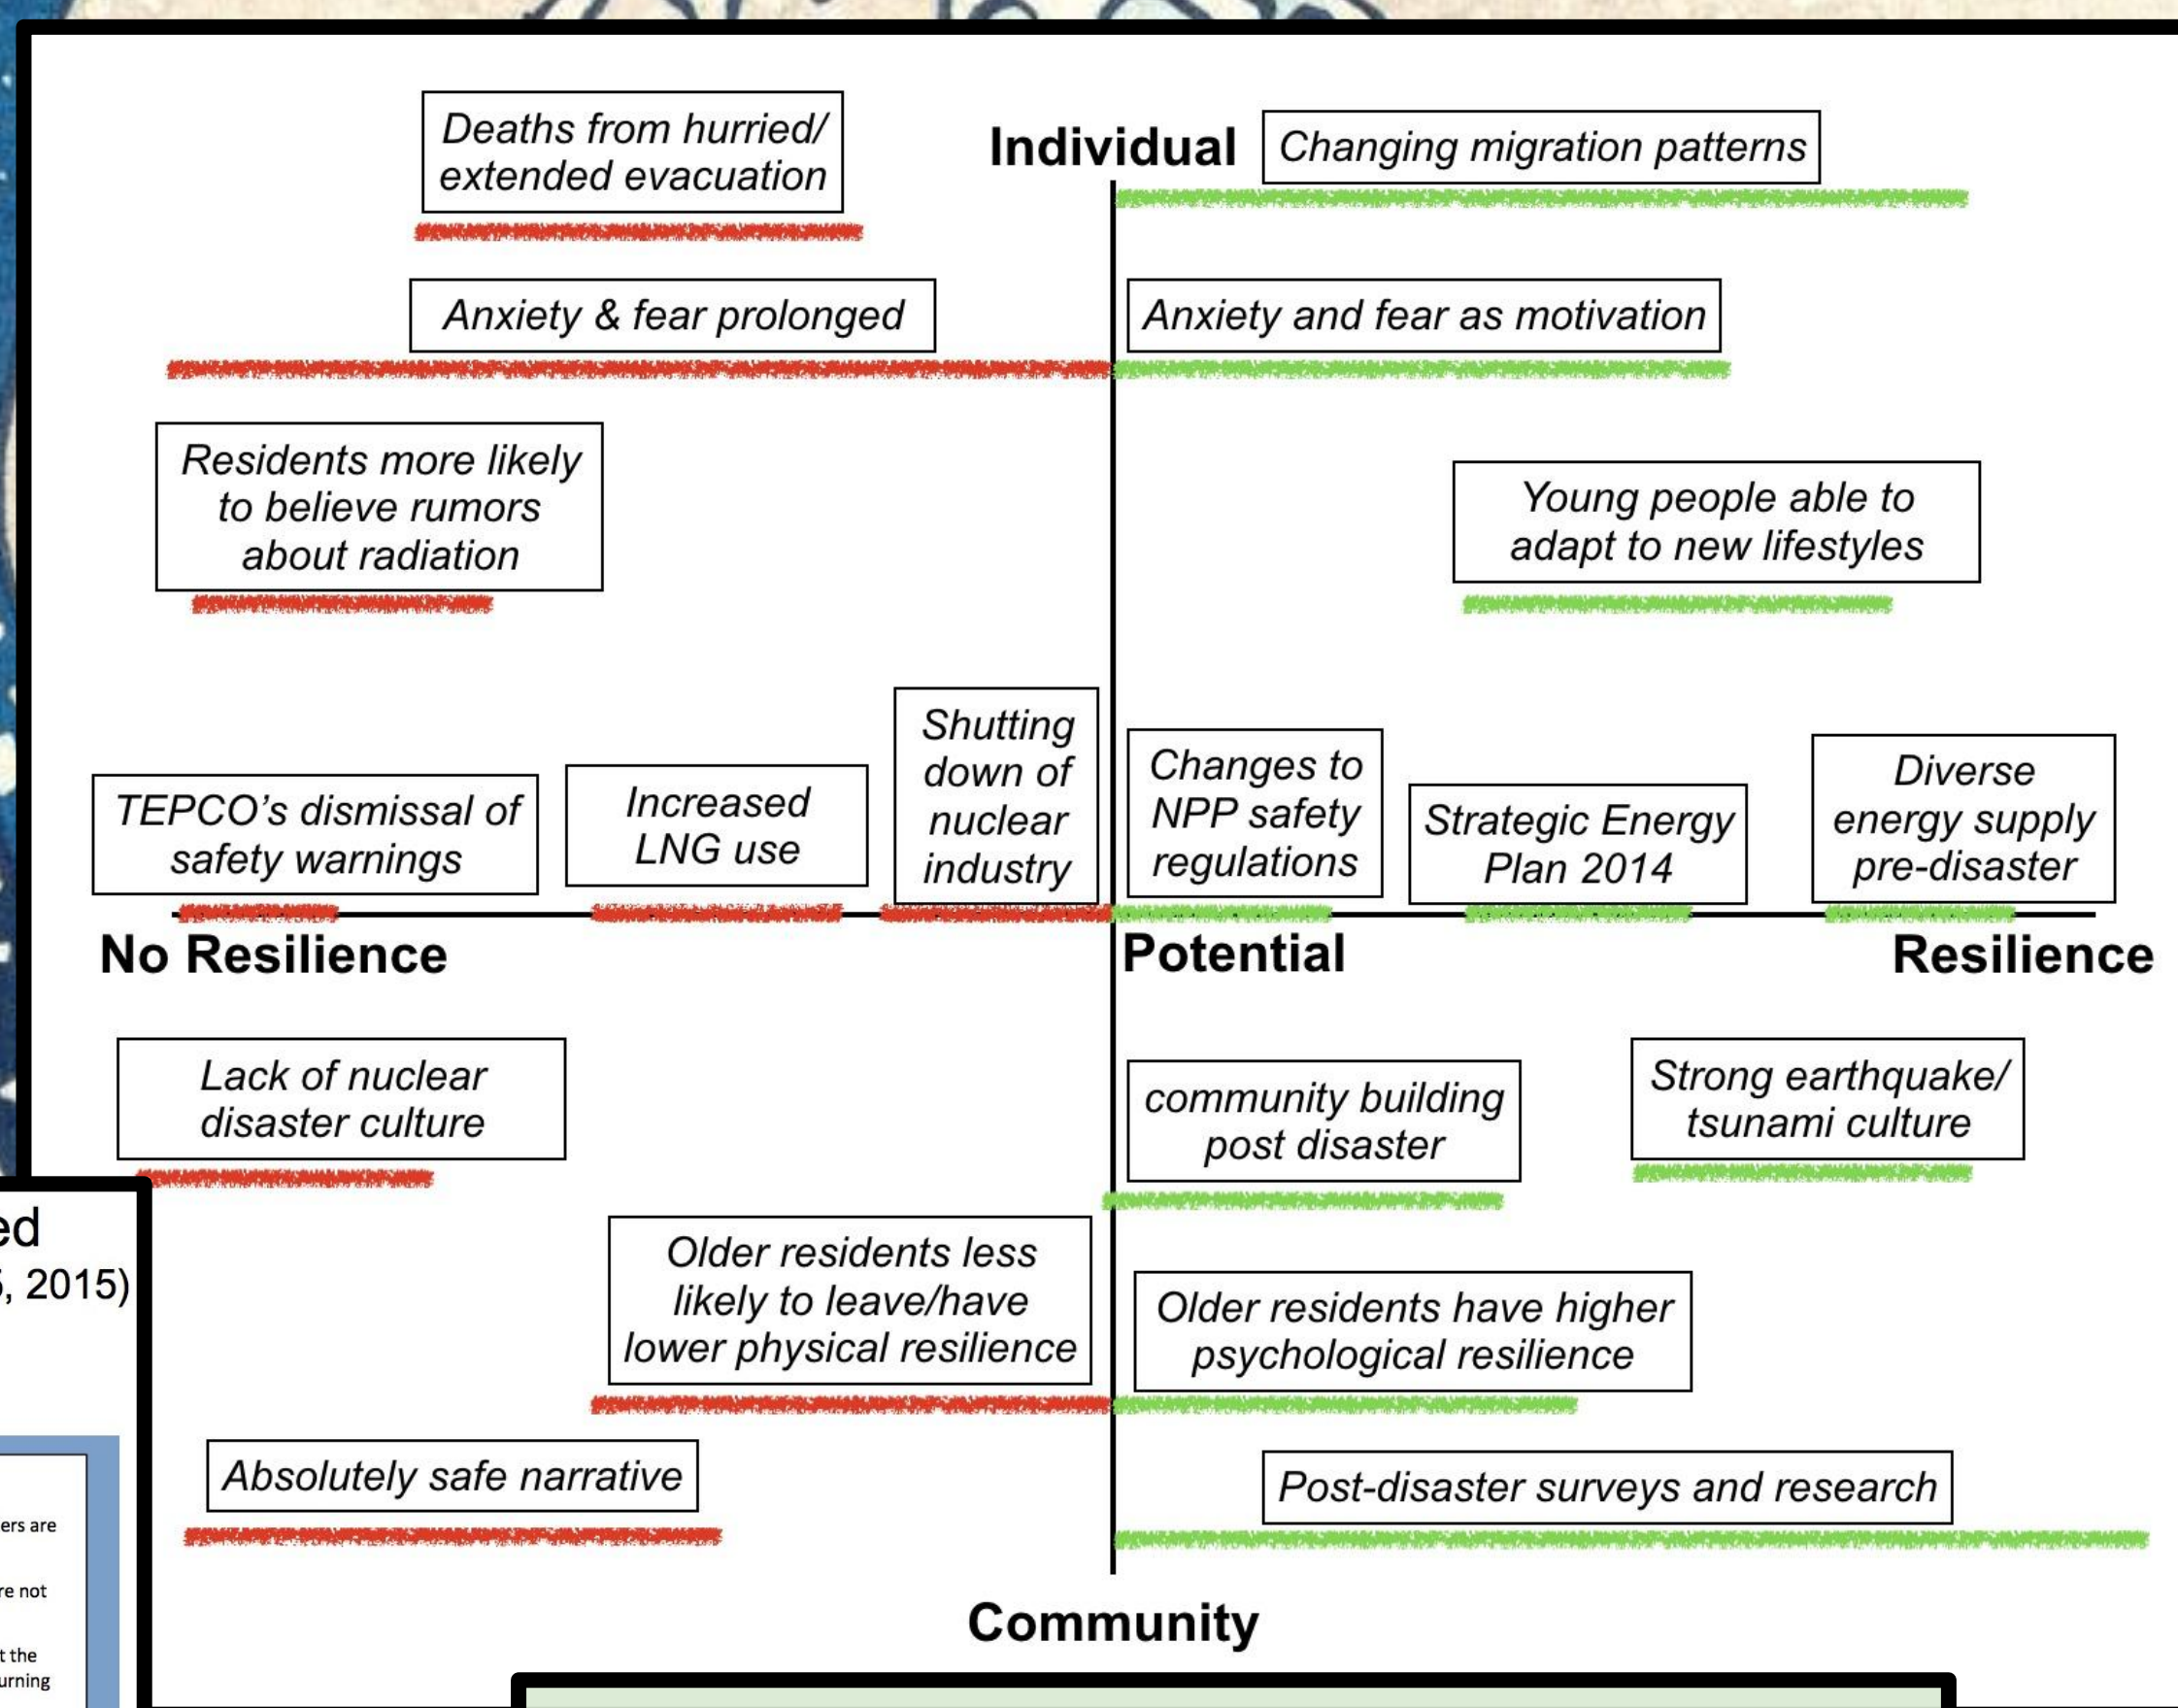 Deaths from hurried/
extended evacuation
Individual
Changing migration patterns
Anxiety & fear prolonged
Anxiety and fear as motivation
Residents more likely
to believe rumors
about radiation
Young people able to
adapt to new lifestyles
TEPCO's dismissal of
safety warnings
Increased
LNG use
Shutting
down of
nuclear
industry
Changes to
NPP safety
regulations
Strategic Energy
Plan 2014
Diverse
energy supply
pre-disaster
No Resilience
Potential
Resilience
Lack of nuclear
disaster culture
community building
post disaster
Strong earthquake/
tsunami culture
Older residents less
likely to leave/have
lower physical resilience
Older residents have higher
psychological resilience
Absolutely safe narrative
Post-disaster surveys and research
Community
, 2015)
are
not
the